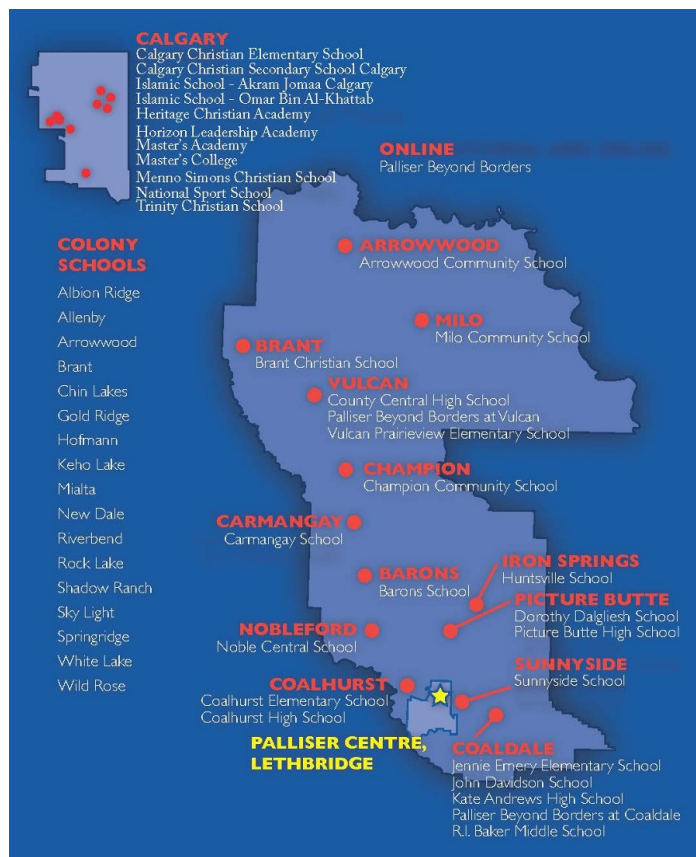 CALGARY
Calgary Christian Elementary School
Calgary Christian Secondary School Calgary
Islamic School - Akram Jomaa Calgary
Islamic School - Omar Bin Al-Khattab
Heritage Christian Academy
Horizon Leadership Academy
Master's Academy
Master's College
Menno Simons Christian School
National Sport School
Trinity Christian School
ONLINE
Palliser Beyond Borders
COLONY
SCHOOLS
Albion Ridge
Allenby
Arrowwood
Brant
Chin Lakes
Gold Ridge
Hofmann
Keho Lake
Mialta
New Dale
Riverbend
Rock Lake
Shadow Ranch
Sky Light
Springridge
White Lake
Wild Rose
ARROWWOOD
Arrowwood Community School
MILO
Milo Community School
BRANT
Brant Christian School
VULCAN
County Central High School
Palliser Beyond Borders at Vulcan
Vulcan Prairieview Elementary School
CHAMPION
Champion Community School
CARMANGAY
Carmangay School
BARONS
Barons School
IRON SPRINGS
Huntsville School
PICTURE BUTTE
Dorothy Dalgliesh School
Picture Butte High School
NOBLEFORD
Noble Central School
SUNNYSIDE
Sunnyside School
COALHURST
Coalhurst Elementary School
Coalhurst High School
PALLISER CENTRE,
LETHBRIDGE
COALDALE
Jennie Emery Elementary School
John Davidson School
Kate Andrews High School
Palliser Beyond Borders at Coaldale
R.I. Baker Middle School